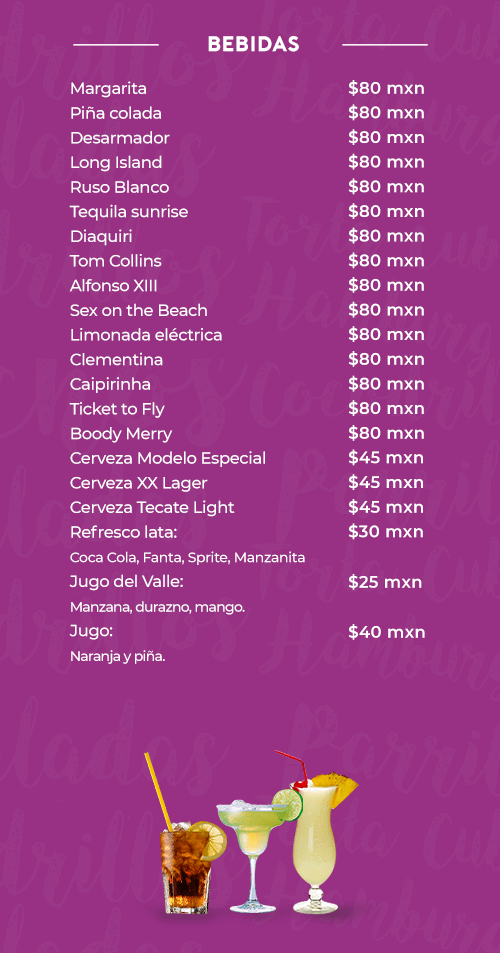 BEBIDAS
Margarita $80 mxn
Piña colada $80 mxn
Desarmador $80 mxn
Long Island $80 mxn
Ruso Blanco $80 mxn
Tequila sunrise $80 mxn
Diaquiri $80 mxn
Tom Collins $80 mxn
Alfonso XIII $80 mxn
Sex on the Beach $80 mxn
Limonada eléctrica $80 mxn
Clementina $80 mxn
Caipirinha $80 mxn
Ticket to Fly $80 mxn
Boody Merry $80 mxn
Cerveza Modelo Especial $45 mxn
Cerveza XX Lager $45 mxn
Cerveza Tecate Light $45 mxn
Refresco lata: $30 mxn
Coca Cola, Fanta, Sprite, Manzanita
Jugo del Valle: $25 mxn
Manzana, durazno, mango.
Jugo: $40 mxn
Naranja y piña.